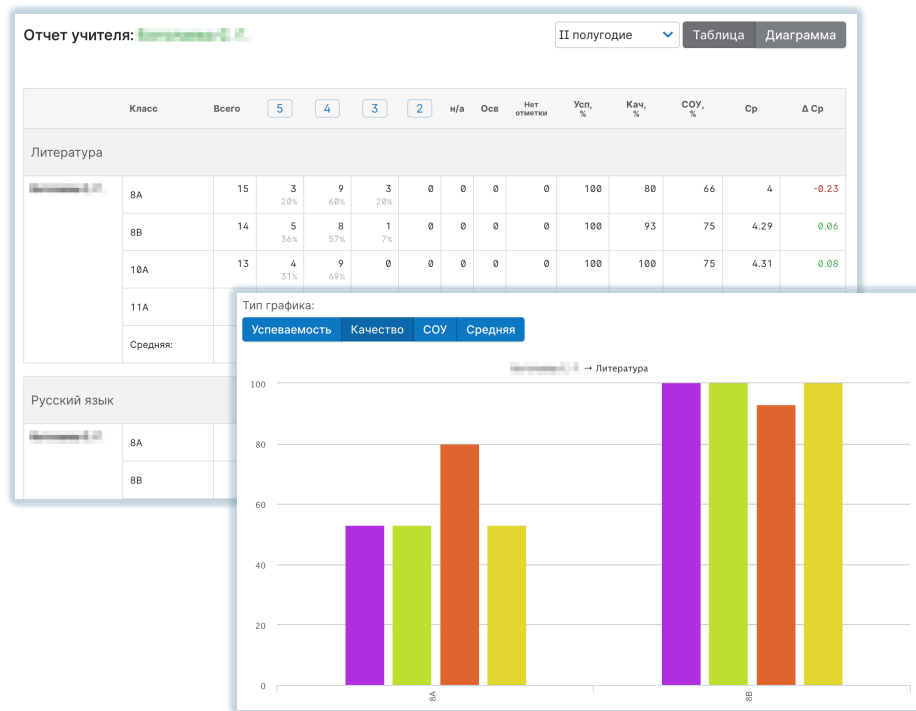 Отчет учителя:
II полугодие Таблица Диаграмма
Класс Всего 5 4 3 2 н/а Осв Нет отметки Усп, % Кач, % СОУ, % Ср Δ Ср
Литература
8А 15 3 9 3 0 0 0 0 100 80 66 4 -0.23
20% 60% 20%
8В 14 5 8 1 0 0 0 0 100 93 75 4.29 0.06
36% 57% 7%
10А 13 4 9 0 0 0 0 0 100 100 75 4.31 0.08
31% 69%
11А
Средняя:
Русский язык
8А
8В
Тип графика:
Успеваемость Качество СОУ Средняя
→ Литература
100
80
60
40
20
0
8А 8В